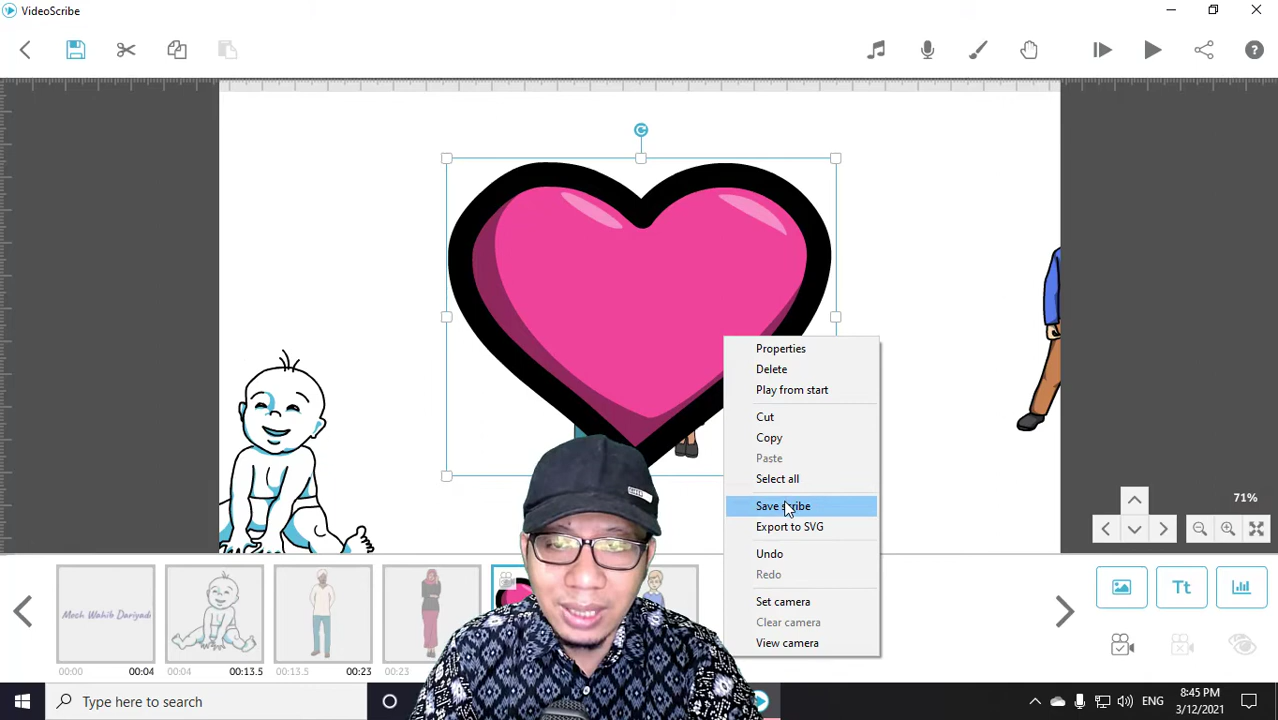 VideoScribe
Properties
Delete
Play from start
Cut
Copy
Paste
Select all
Save scribe
Export to SVG
Undo
Redo
Set camera
Clear camera
View camera
71%
Tt
Moch Wahib Dariyadi
00:00 00:04
00:04 00:13.5
00:13.5 00:23
00:23
Type here to search
ENG
8:45 PM
3/12/2021